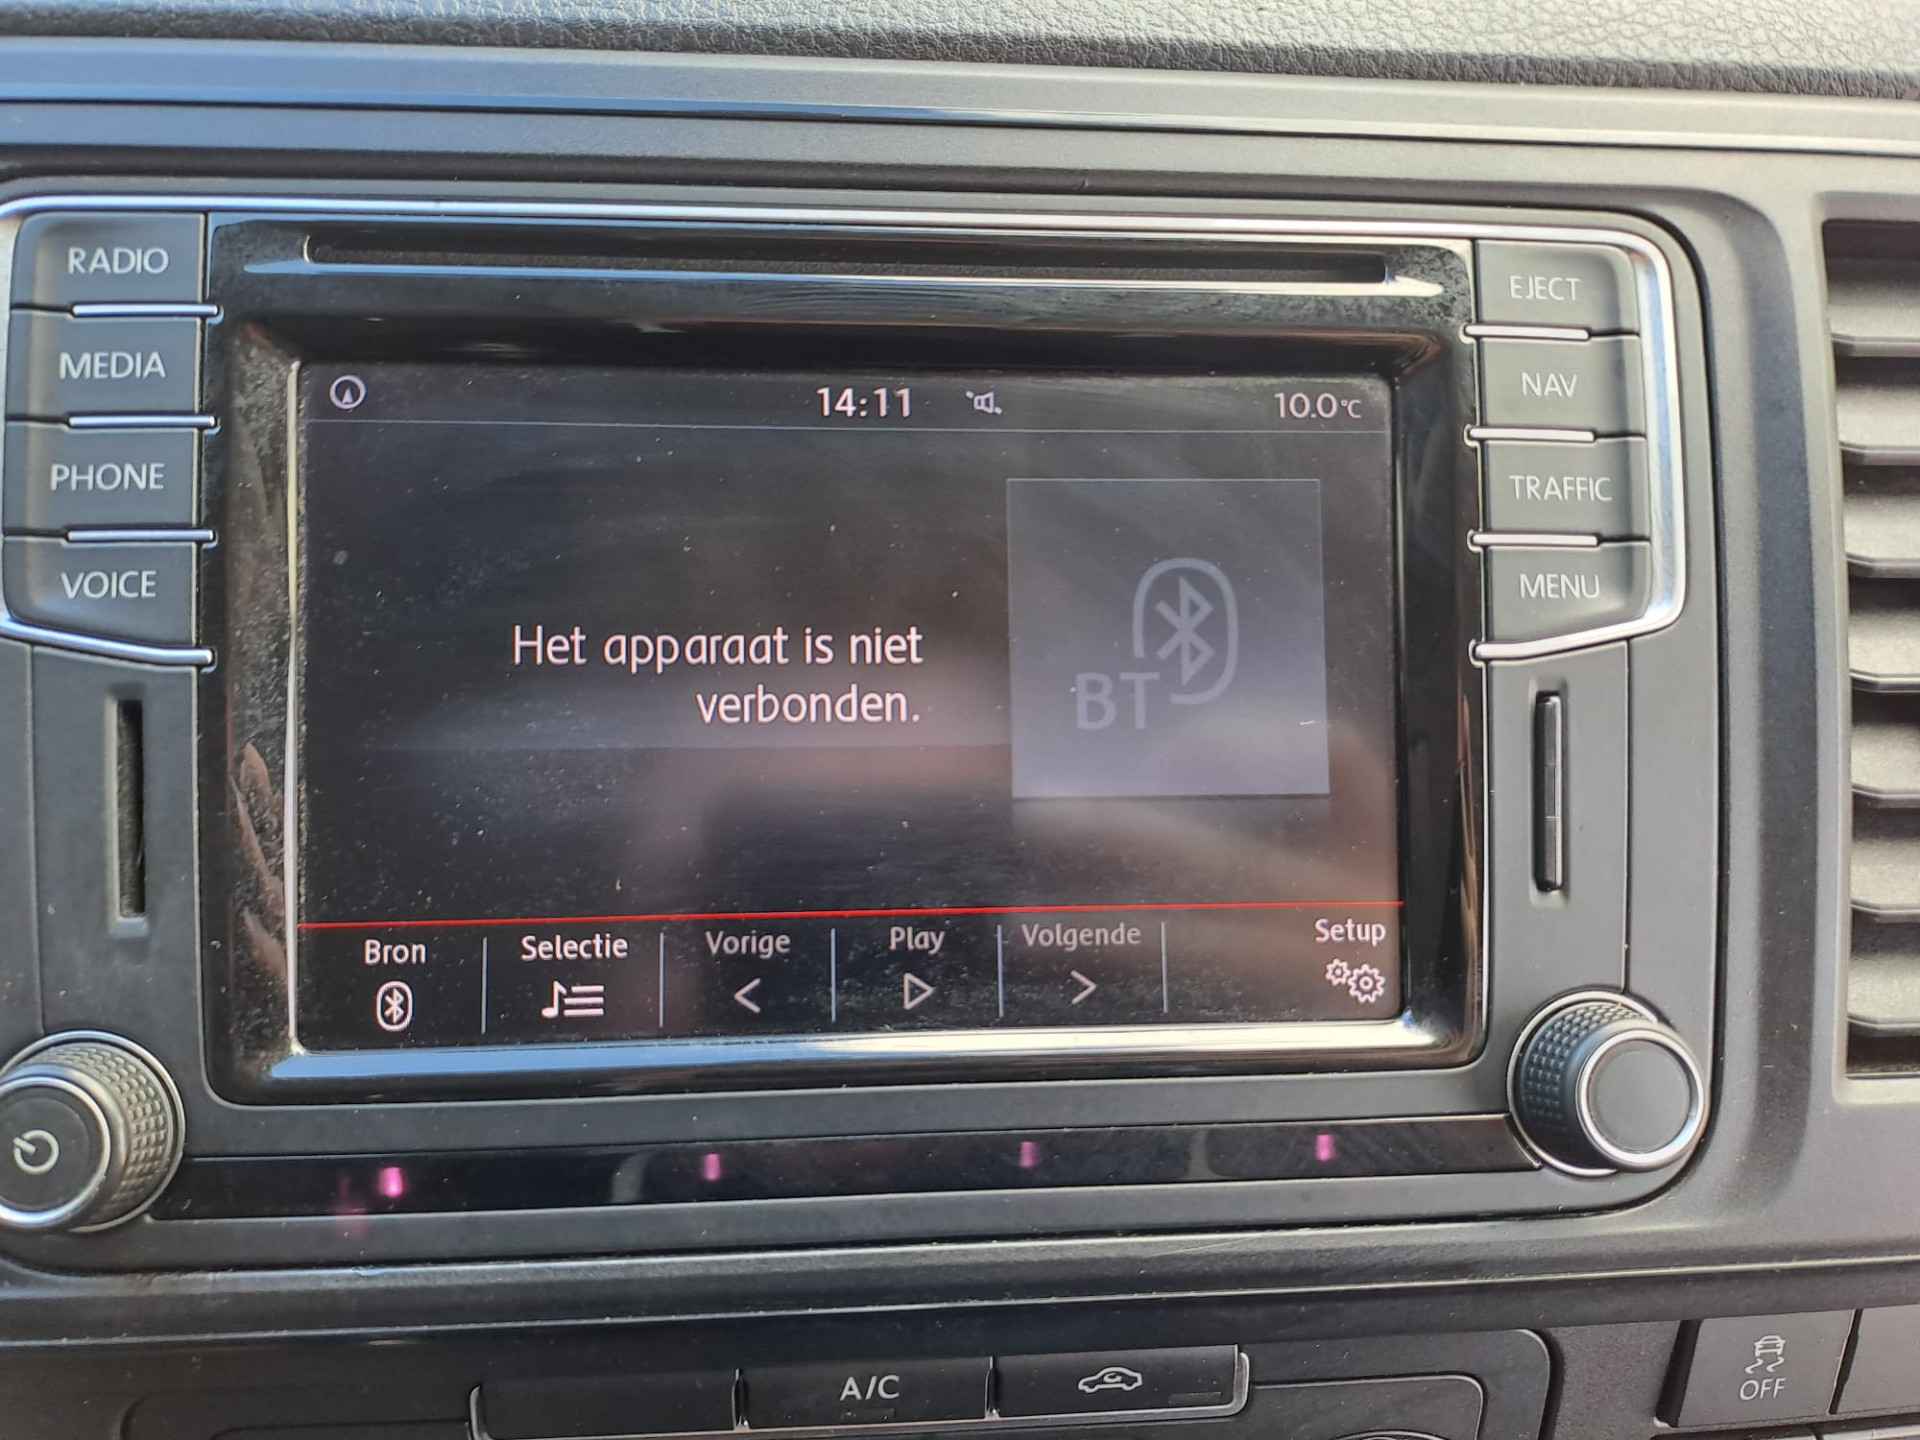 RADIO
MEDIA
PHONE
VOICE
EJECT
NAV
TRAFFIC
MENU
14:11
10.0°C
Het apparaat is niet
verbonden.
BT
Bron
Selectie
Vorige
Play
Volgende
Setup
A/C
OFF